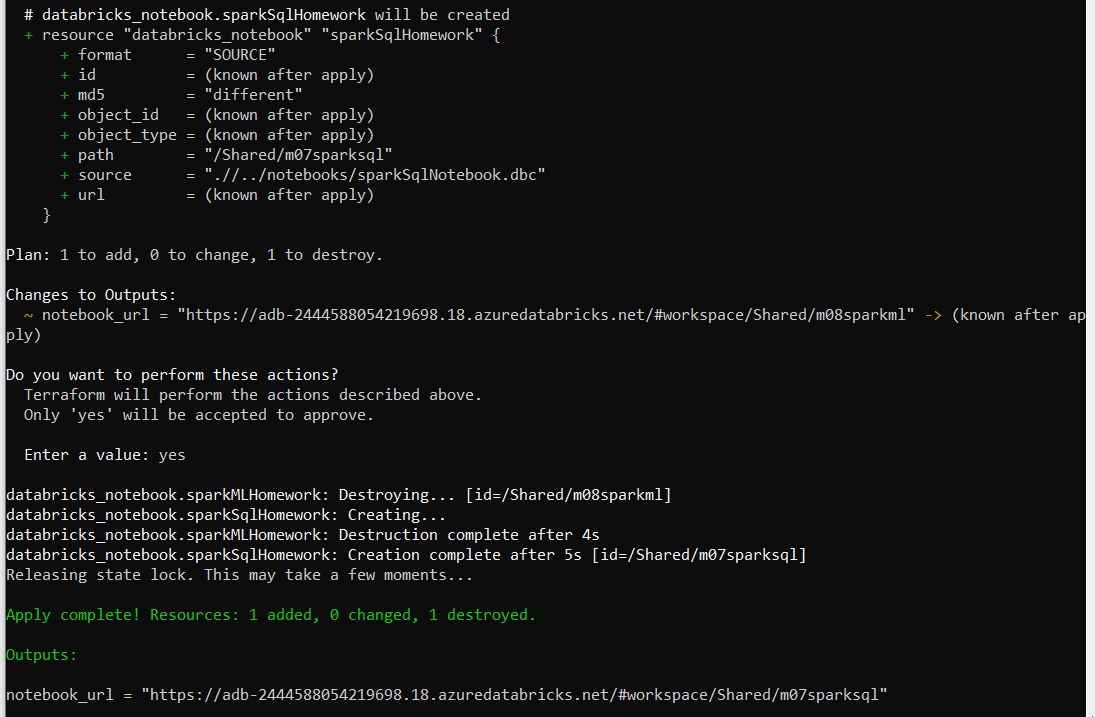 # databricks_notebook.sparkSqlHomework will be created
+ resource "databricks_notebook" "sparkSqlHomework" {
+ format = "SOURCE"
+ id = (known after apply)
+ md5 = "different"
+ object_id = (known after apply)
+ object_type = (known after apply)
+ path = "/Shared/m07sparksql"
+ source = ".//../notebooks/sparkSqlNotebook.dbc"
+ url = (known after apply)
}
Plan: 1 to add, 0 to change, 1 to destroy.
Changes to Outputs:
~ notebook_url = "https://adb-2444588054219698.18.azuredatabricks.net/#workspace/Shared/m08sparkml" -> (known after ap
ply)
Do you want to perform these actions?
Terraform will perform the actions described above.
Only 'yes' will be accepted to approve.
Enter a value: yes
databricks_notebook.sparkMLHomework: Destroying... [id=/Shared/m08sparkml]
databricks_notebook.sparkSqlHomework: Creating...
databricks_notebook.sparkMLHomework: Destruction complete after 4s
databricks_notebook.sparkSqlHomework: Creation complete after 5s [id=/Shared/m07sparksql]
Releasing state lock. This may take a few moments...
Apply complete! Resources: 1 added, 0 changed, 1 destroyed.
Outputs:
notebook_url = "https://adb-2444588054219698.18.azuredatabricks.net/#workspace/Shared/m07sparksql"